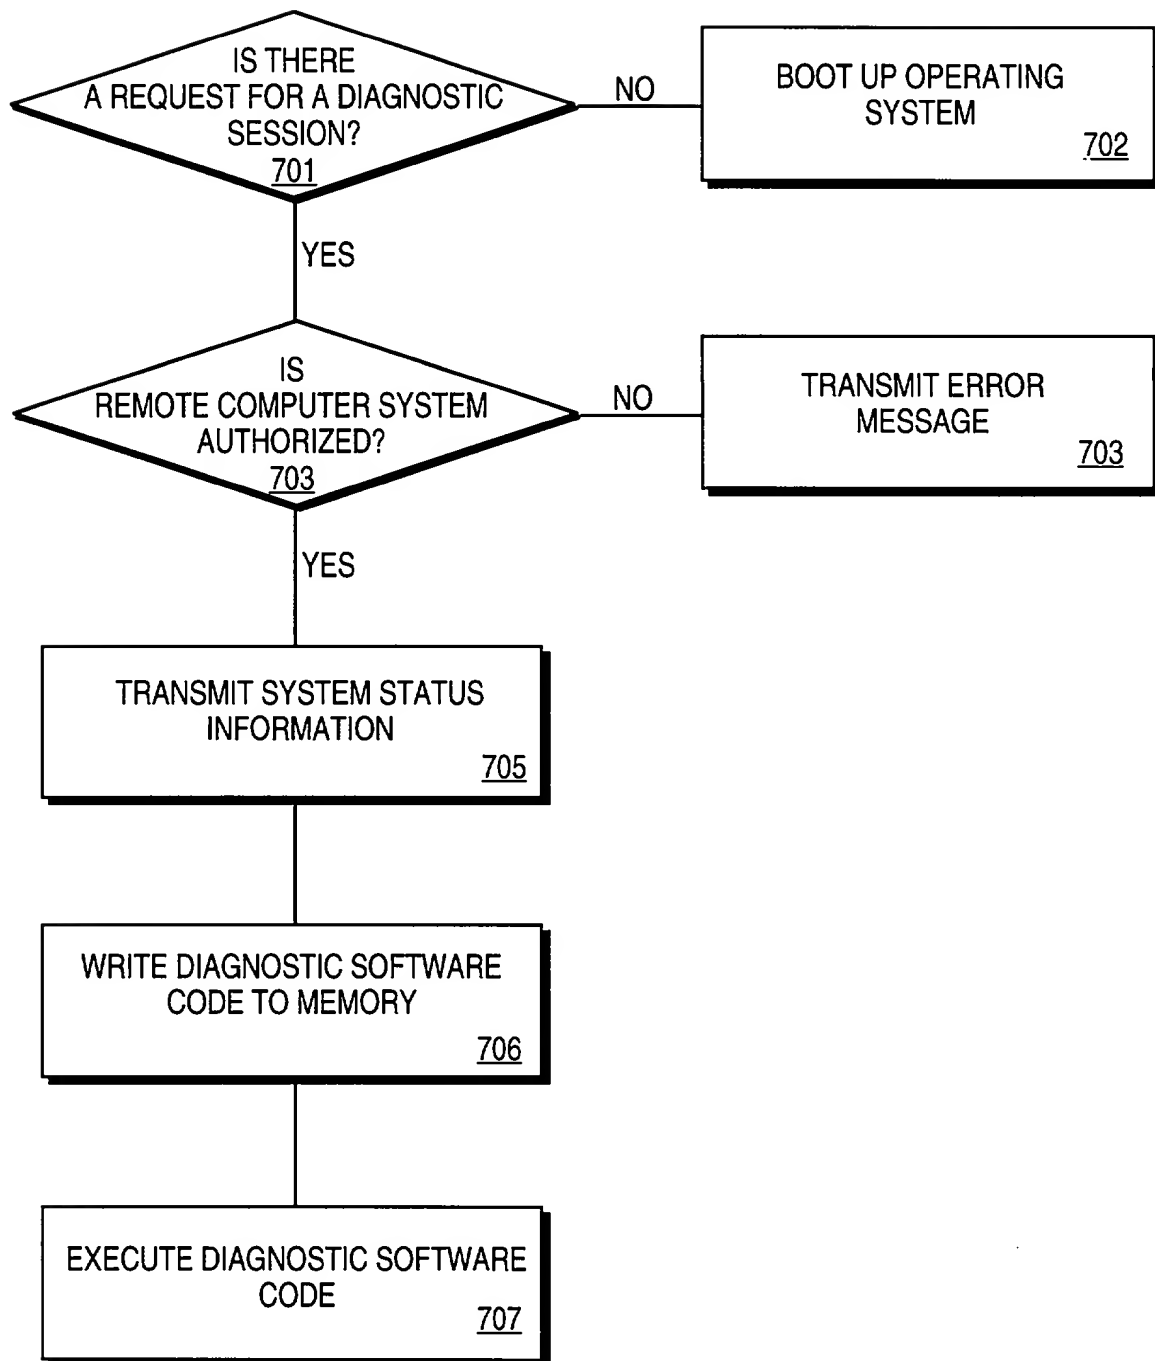 IS THERE
A REQUEST FOR A DIAGNOSTIC
SESSION?
701
NO
BOOT UP OPERATING
SYSTEM
702
YES
IS
REMOTE COMPUTER SYSTEM
AUTHORIZED?
703
NO
TRANSMIT ERROR
MESSAGE
703
YES
TRANSMIT SYSTEM STATUS
INFORMATION
705
WRITE DIAGNOSTIC SOFTWARE
CODE TO MEMORY
706
EXECUTE DIAGNOSTIC SOFTWARE
CODE
707